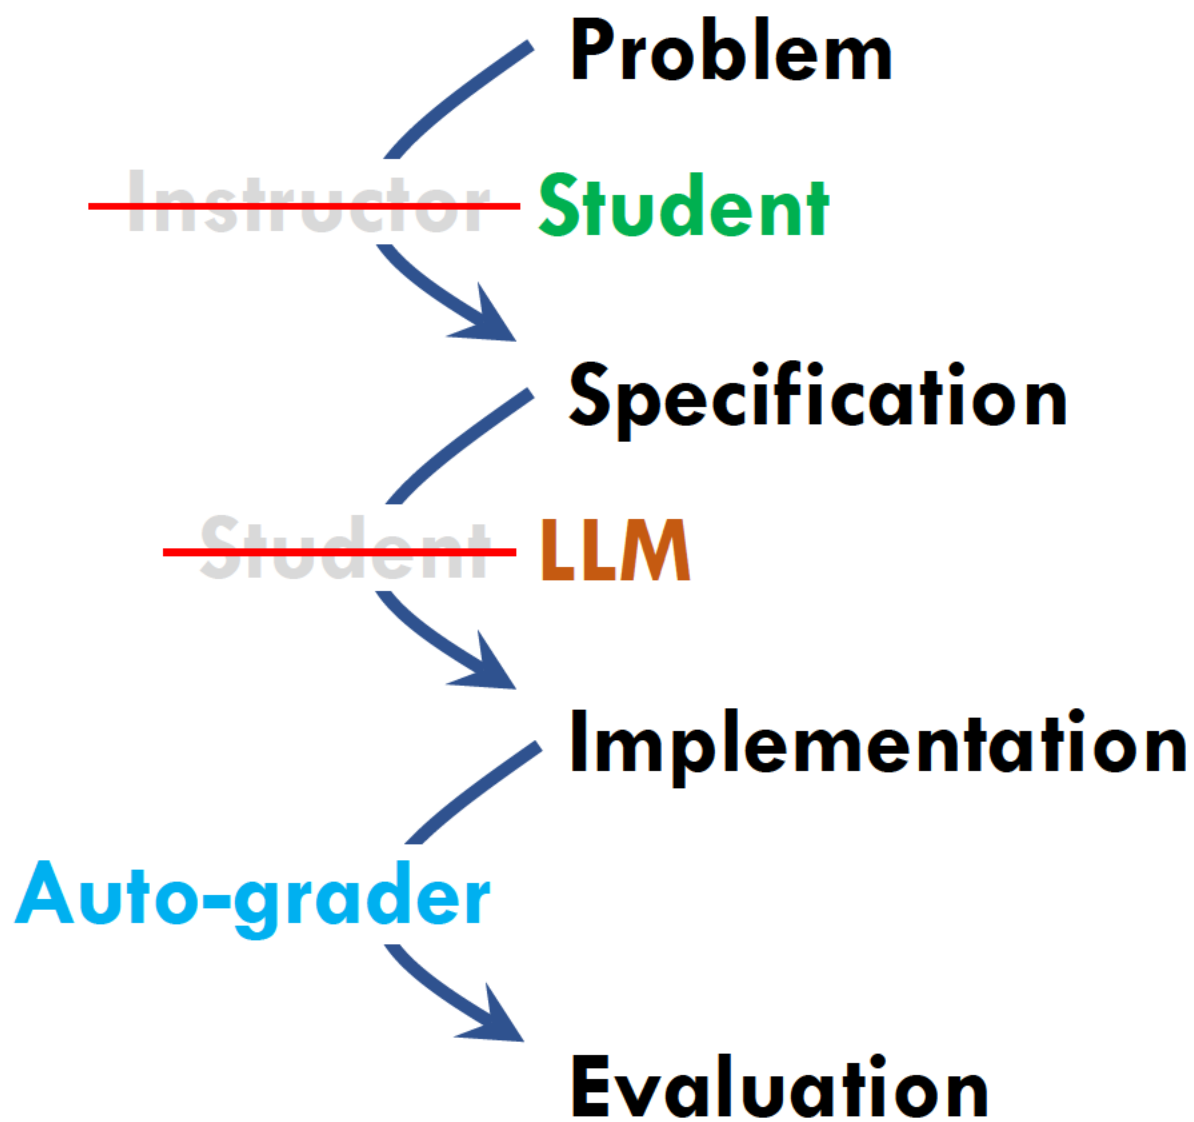 Problem
Instructor Student
Specification
Student LLM
Implementation
Auto-grader
Evaluation